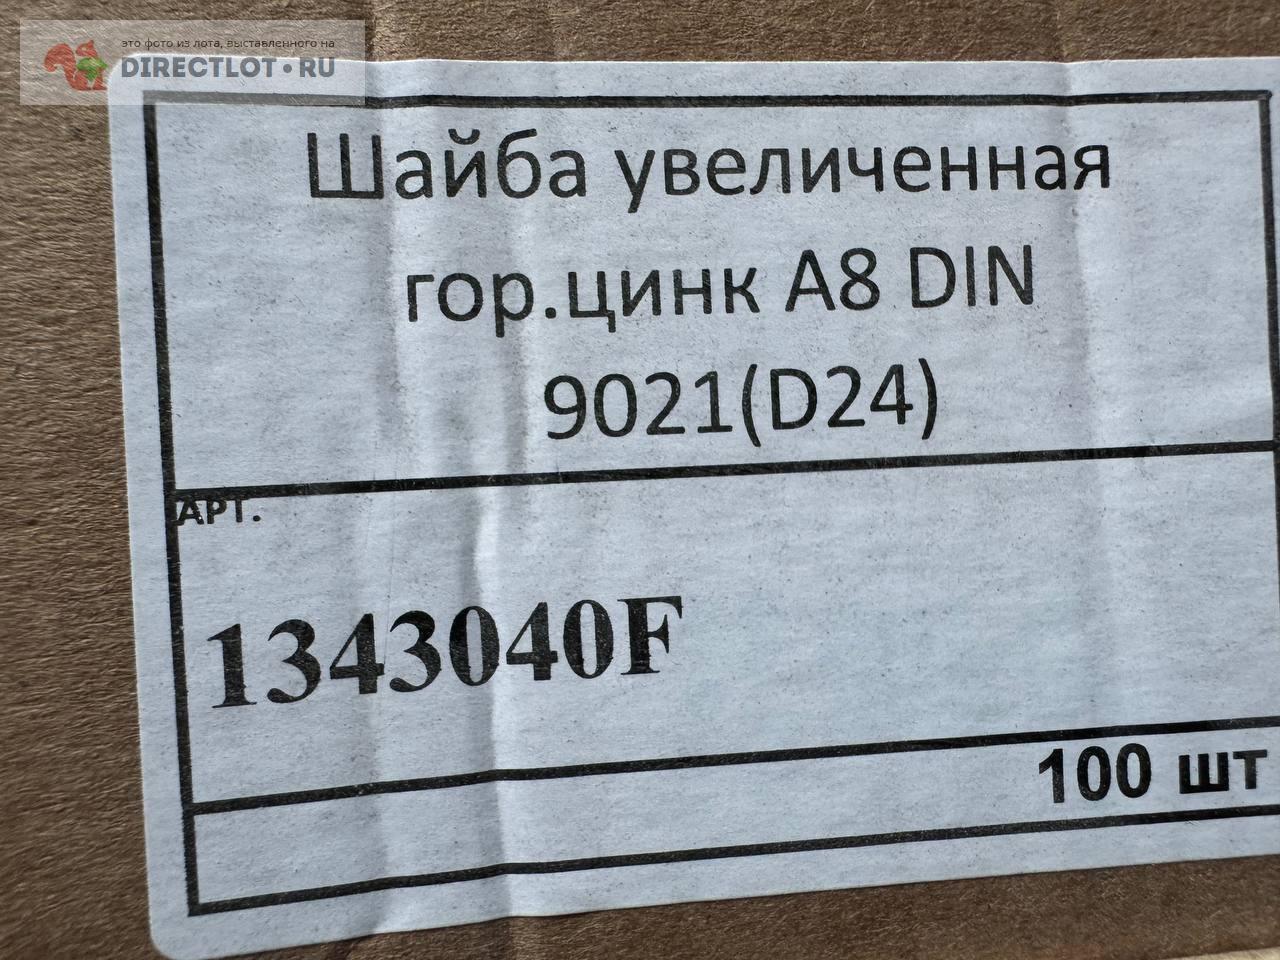 это фото из лота, выставленного на
DIRECTLOT•RU
Шайба увеличенная
гор.цинк A8 DIN
9021(D24)
АРТ.
1343040F
100 шт